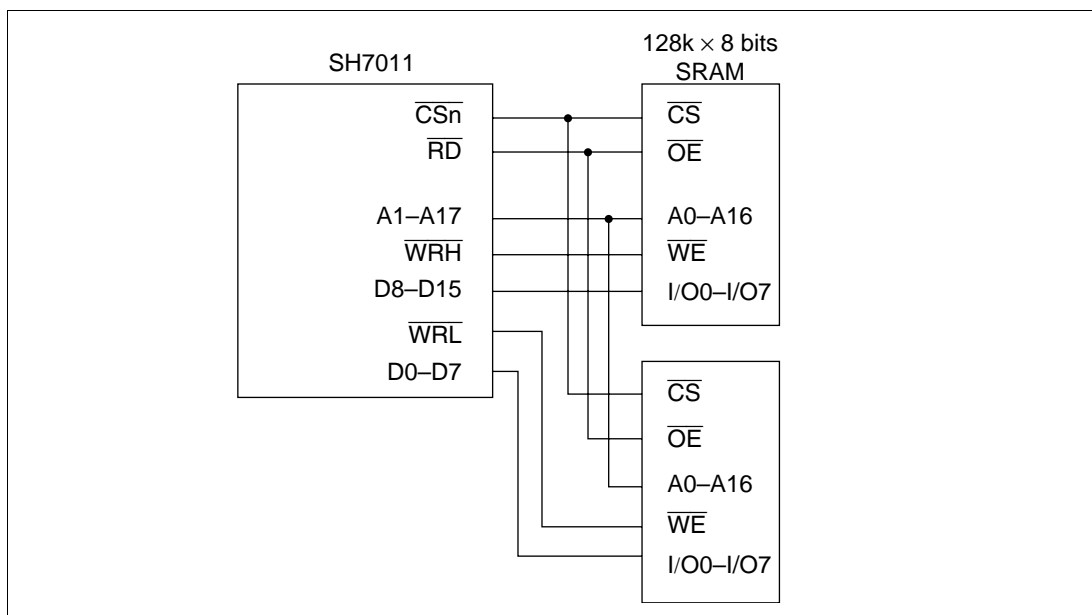 SH7011
CSn
RD
A1–A17
WRH
D8–D15
WRL
D0–D7
128k × 8 bits
SRAM
CS
OE
A0–A16
WE
I/O0–I/O7
CS
OE
A0–A16
WE
I/O0–I/O7